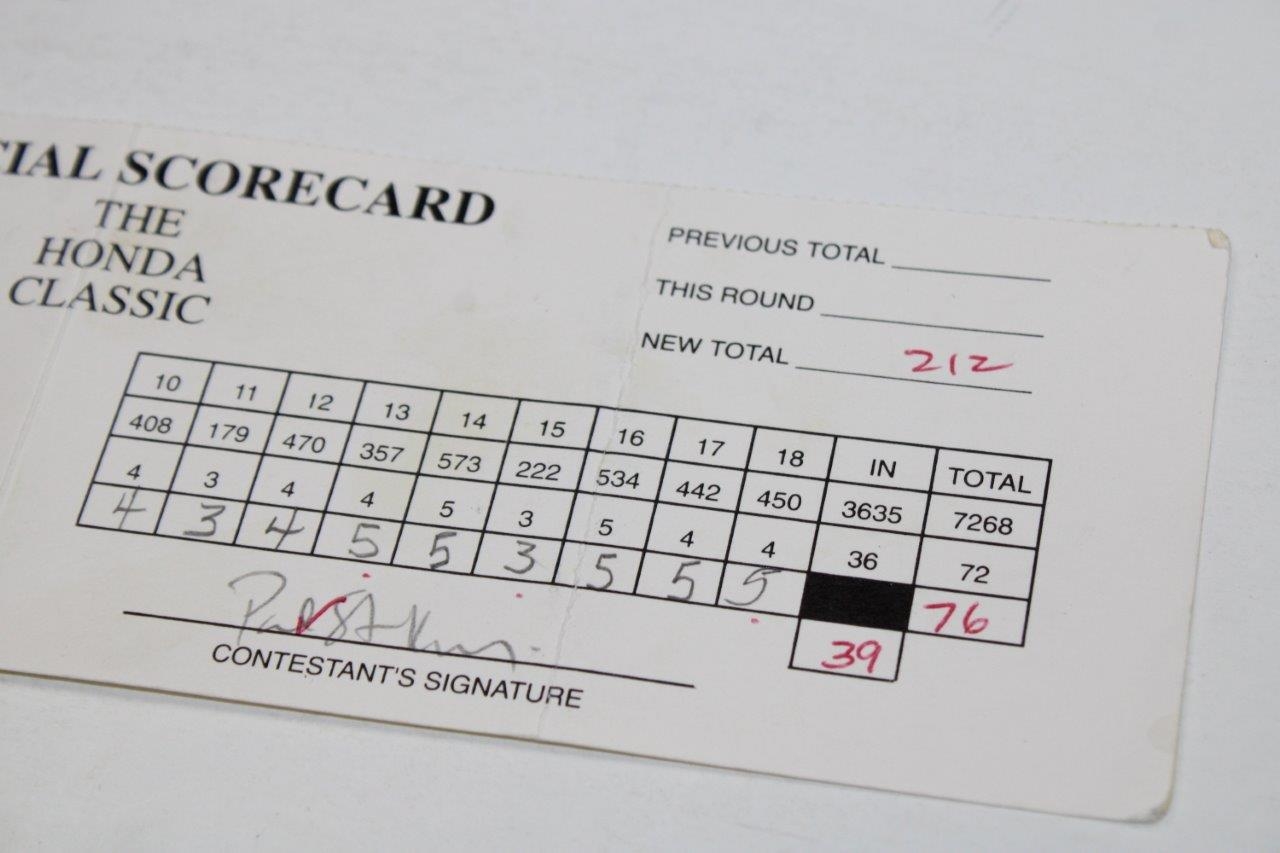 CIAL SCORECARD
THE
HONDA
CLASSIC
PREVIOUS TOTAL
THIS ROUND
NEW TOTAL 212
10 11 12 13 14 15 16 17 18 IN TOTAL
408 179 470 357 573 222 534 442 450 3635 7268
4 3 4 4 5 3 5 4 4 36 72
4 3 4 5 5 3 5 5 5 76
39
CONTESTANT'S SIGNATURE